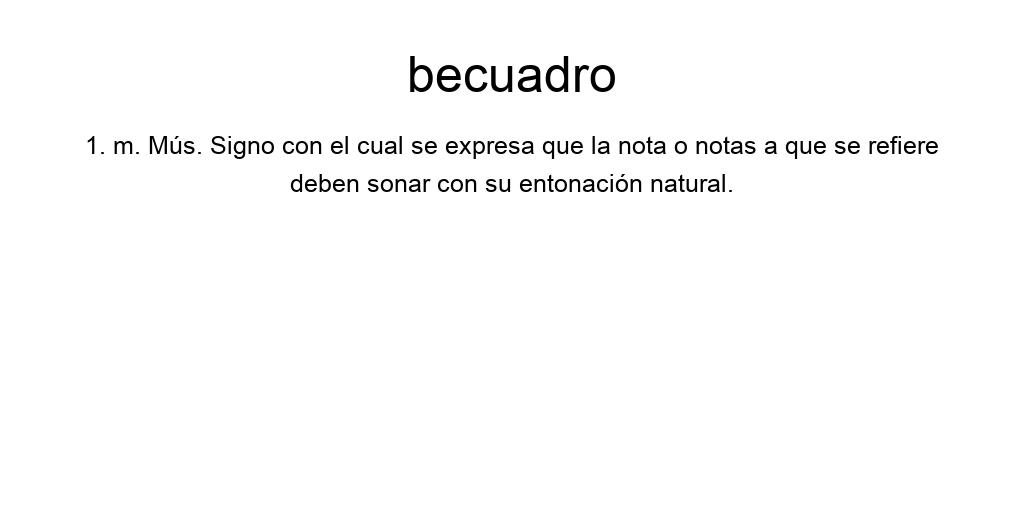 becuadro
1. m. Mús. Signo con el cual se expresa que la nota o notas a que se refiere
deben sonar con su entonación natural.